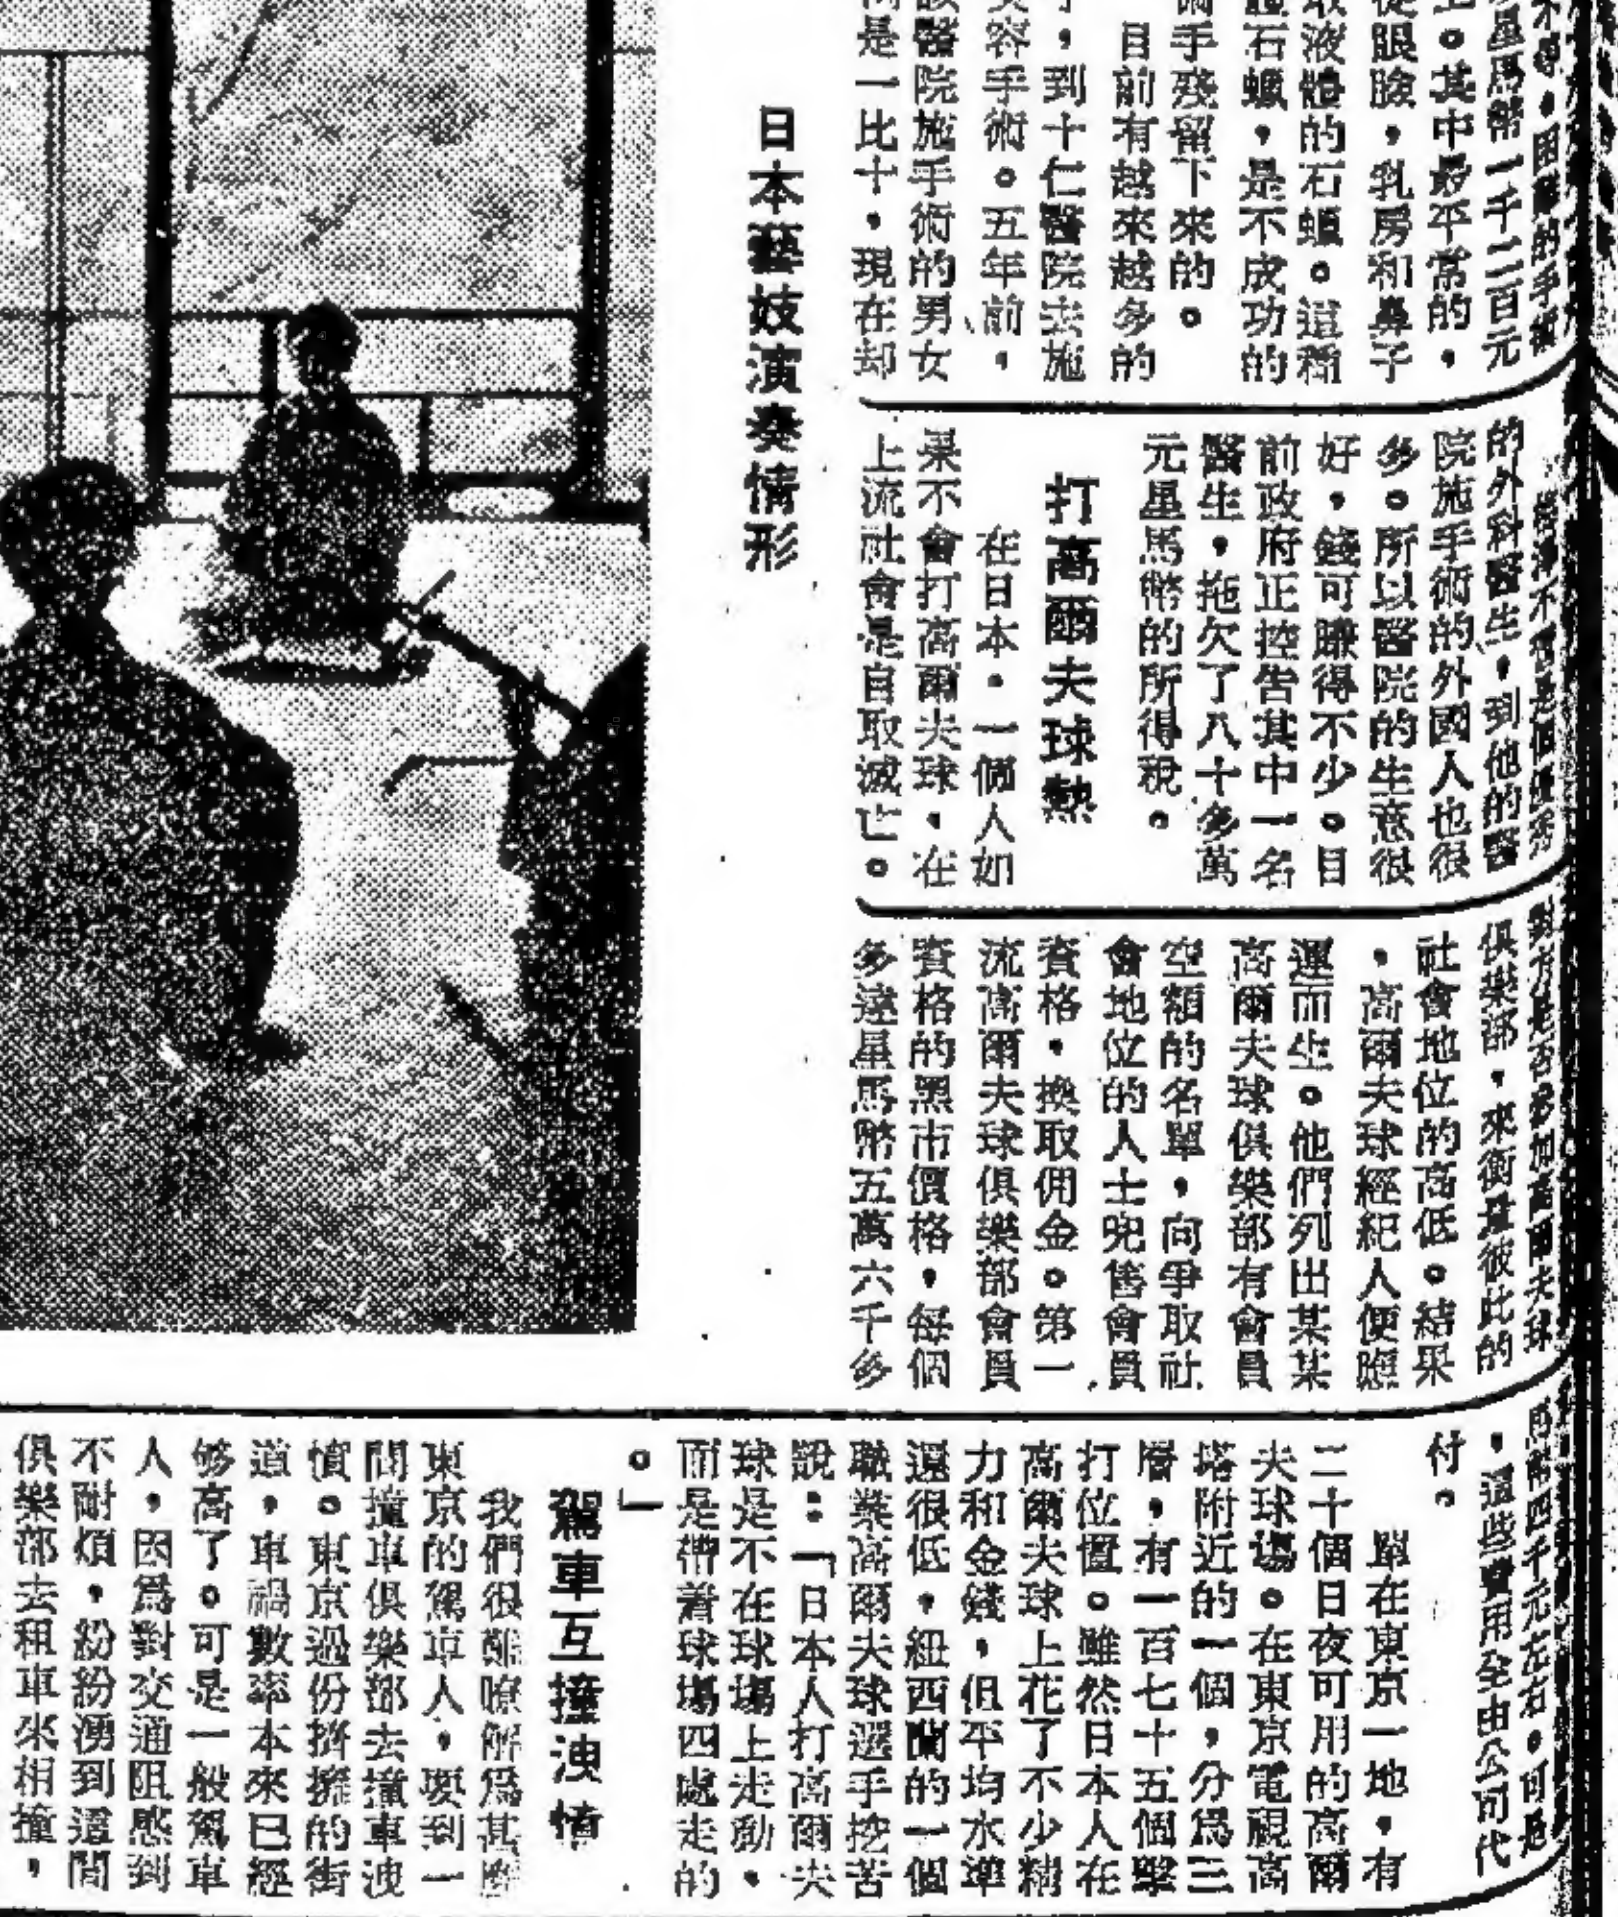 星馬幣一千二百元
。其中最平常的，
從眼臉，乳房和鼻子
液體的石蠟。這種
石蠟，是不成功的
手殘留下來的。
目前有越來越多的
，到十仁醫院去施
容手術。五年前，
該醫院施手術的男女
是一比十，現在却
日本藝妓演奏情形
的外科醫生，到他的醫
院施手術的外國人也很
多。所以醫院的生意很
好，錢可賺得不少。目
前政府正控告其中一名
醫生，拖欠了八十多萬
元星馬幣的所得稅。
打高爾夫球熱
在日本，一個人如
果不會打高爾夫球，在
上流社會是自取滅亡。
對方是否參加高爾夫球
俱樂部，來衡量彼此的
社會地位的高低。結果
，高爾夫球經紀人便應
運而生。他們列出某某
高爾夫球俱樂部有會員
空額的名單，向爭取社
會地位的人士兜售會員
資格，換取佣金。第一
流高爾夫球俱樂部會員
資格的黑市價格，每個
多達星馬幣五萬六千多
馬幣四千元左右。可是
，這些費用全由公司代
付。
單在東京一地，有
二十個日夜可用的高爾
夫球場。在東京電視高
塔附近的一個，分爲三
層，有一百七十五個擊
打位置。雖然日本人在
高爾夫球上花了不少精
力和金錢，但平均水準
還很低，紐西蘭的一個
職業高爾夫球選手挖苦
說：「日本人打高爾夫
球是不在球場上走動，
而是帶着球場四處走的
。」
駕車互撞洩憤
我們很難瞭解爲甚麼
東京的駕車人，要到一
間撞車俱樂部去撞車洩
憤。東京過份擠擁的街
道，車禍數率本來已經
够高了。可是一般駕車
人，因爲對交通阻感到
不耐煩，紛紛湧到這間
俱樂部去租車來相撞，